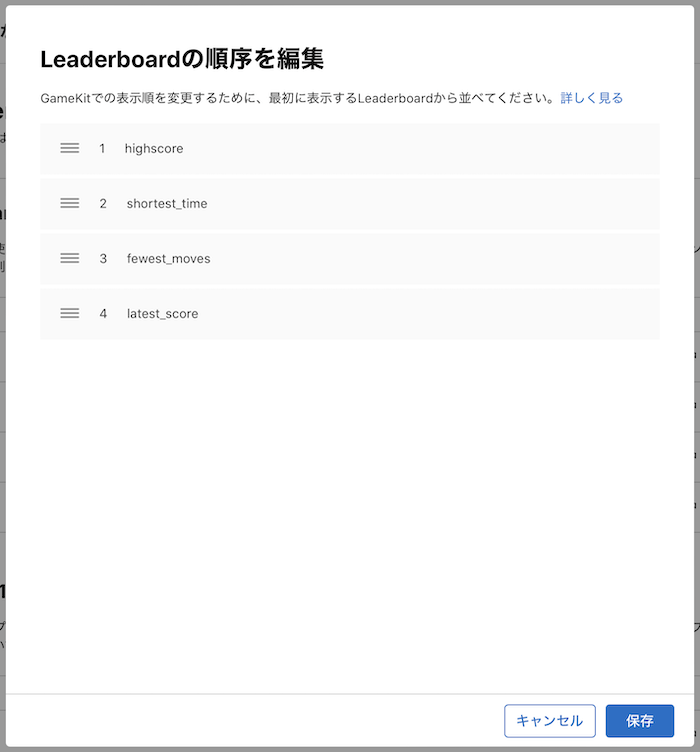 Leaderboardの順序を編集
GameKitでの表示順を変更するために、最初に表示するLeaderboardから並べてください。詳しく見る
1 highscore
2 shortest_time
3 fewest_moves
4 latest_score
キャンセル 保存